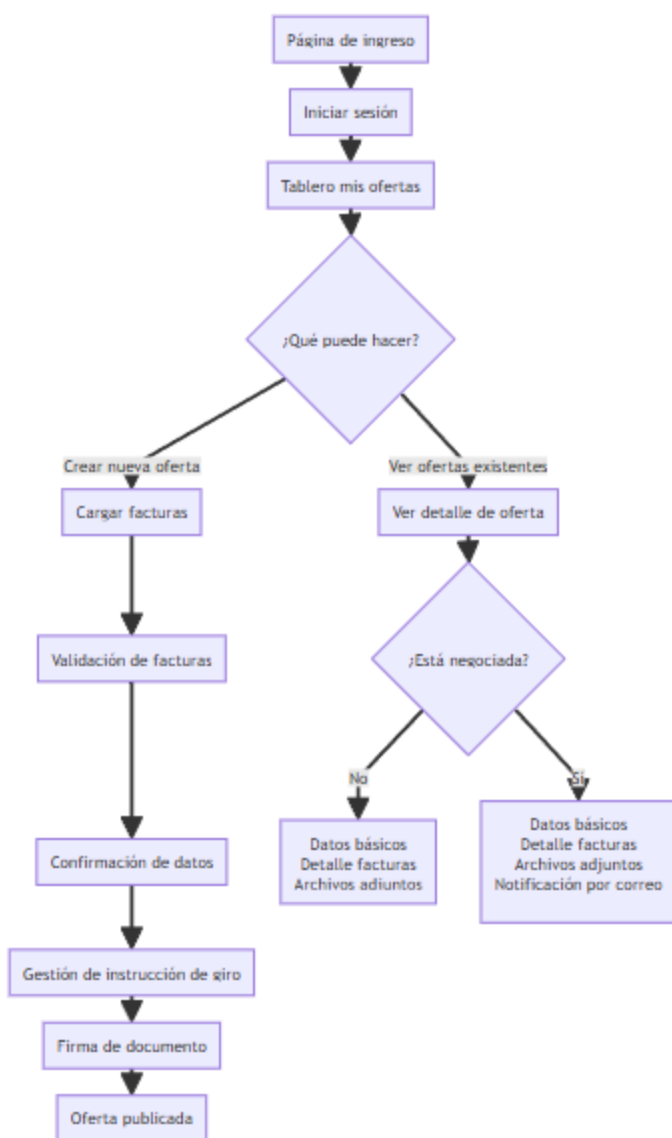 Página de ingreso
Iniciar sesión
Tablero mis ofertas
¿Qué puede hacer?
Crear nueva oferta
Ver ofertas existentes
Cargar facturas
Ver detalle de oferta
Validación de facturas
¿Está negociada?
No
Sí
Datos básicos
Detalle facturas
Archivos adjuntos
Datos básicos
Detalle facturas
Archivos adjuntos
Notificación por correo
Confirmación de datos
Gestión de instrucción de giro
Firma de documento
Oferta publicada